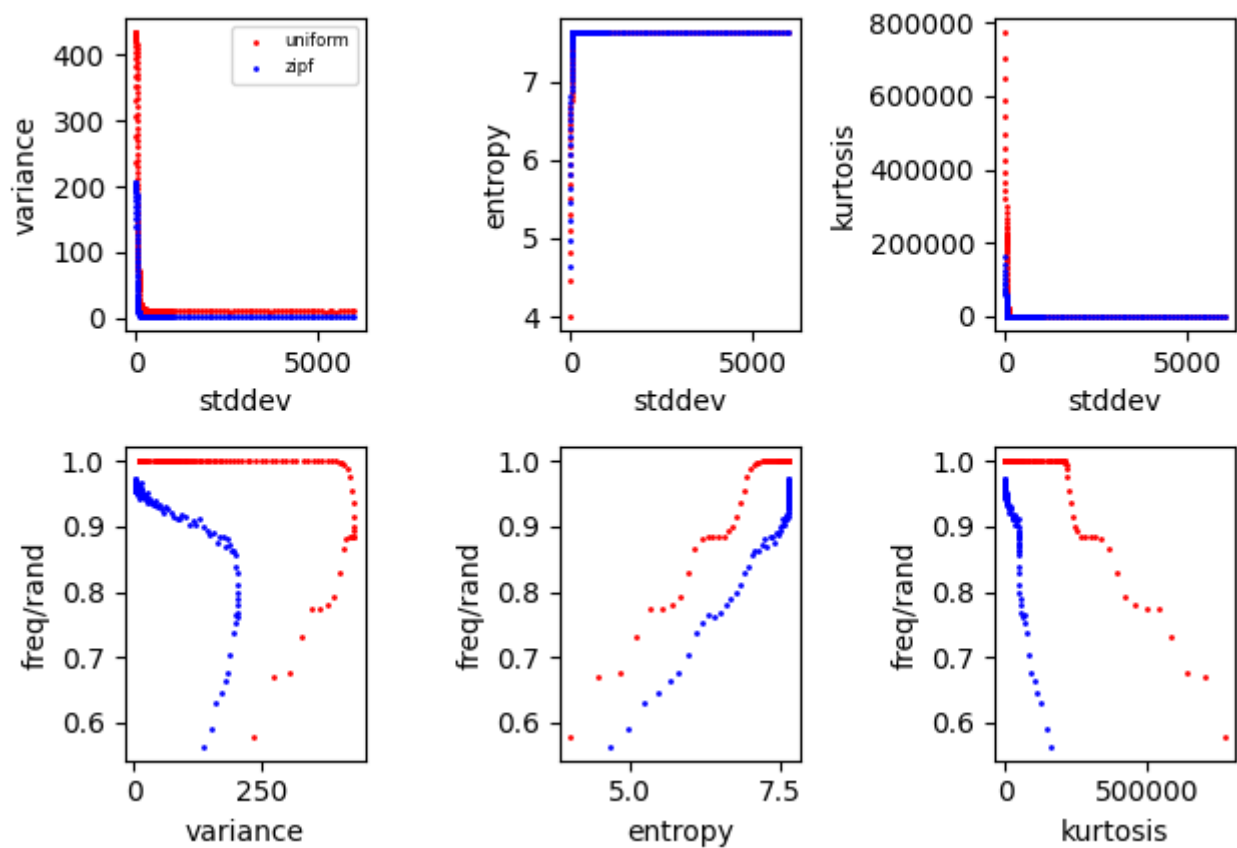 variance
400
300
200
100
0
0 5000
stddev
uniform
zipf
entropy
7
6
5
4
0 5000
stddev
kurtosis
800000
600000
400000
200000
0
0 5000
stddev
freq/rand
1.0
0.9
0.8
0.7
0.6
0 250
variance
freq/rand
1.0
0.9
0.8
0.7
0.6
5.0 7.5
entropy
freq/rand
1.0
0.9
0.8
0.7
0.6
0 500000
kurtosis